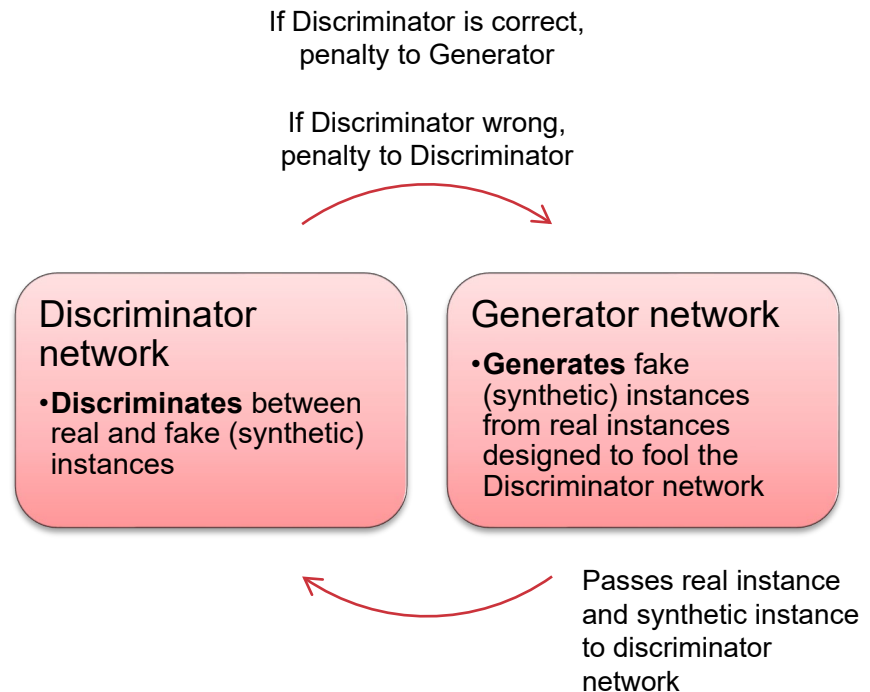 If Discriminator is correct,
penalty to Generator
If Discriminator wrong,
penalty to Discriminator
Discriminator
network
•Discriminates between
real and fake (synthetic)
instances
Generator network
•Generates fake
(synthetic) instances
from real instances
designed to fool the
Discriminator network
Passes real instance
and synthetic instance
to discriminator
network